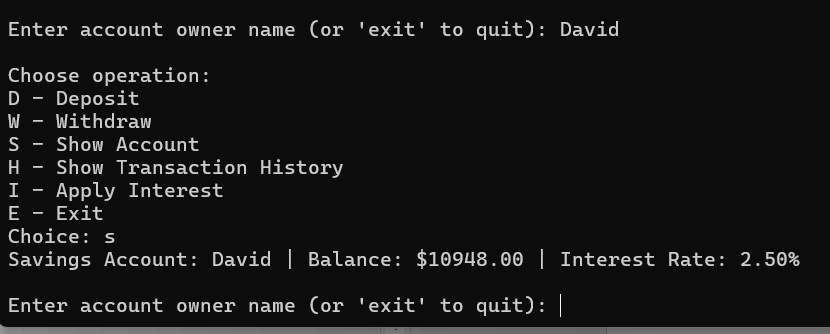 Enter account owner name (or 'exit' to quit): David
Choose operation:
D - Deposit
W - Withdraw
S - Show Account
H - Show Transaction History
I - Apply Interest
E - Exit
Choice: s
Savings Account: David | Balance: $10948.00 | Interest Rate: 2.50%
Enter account owner name (or 'exit' to quit):